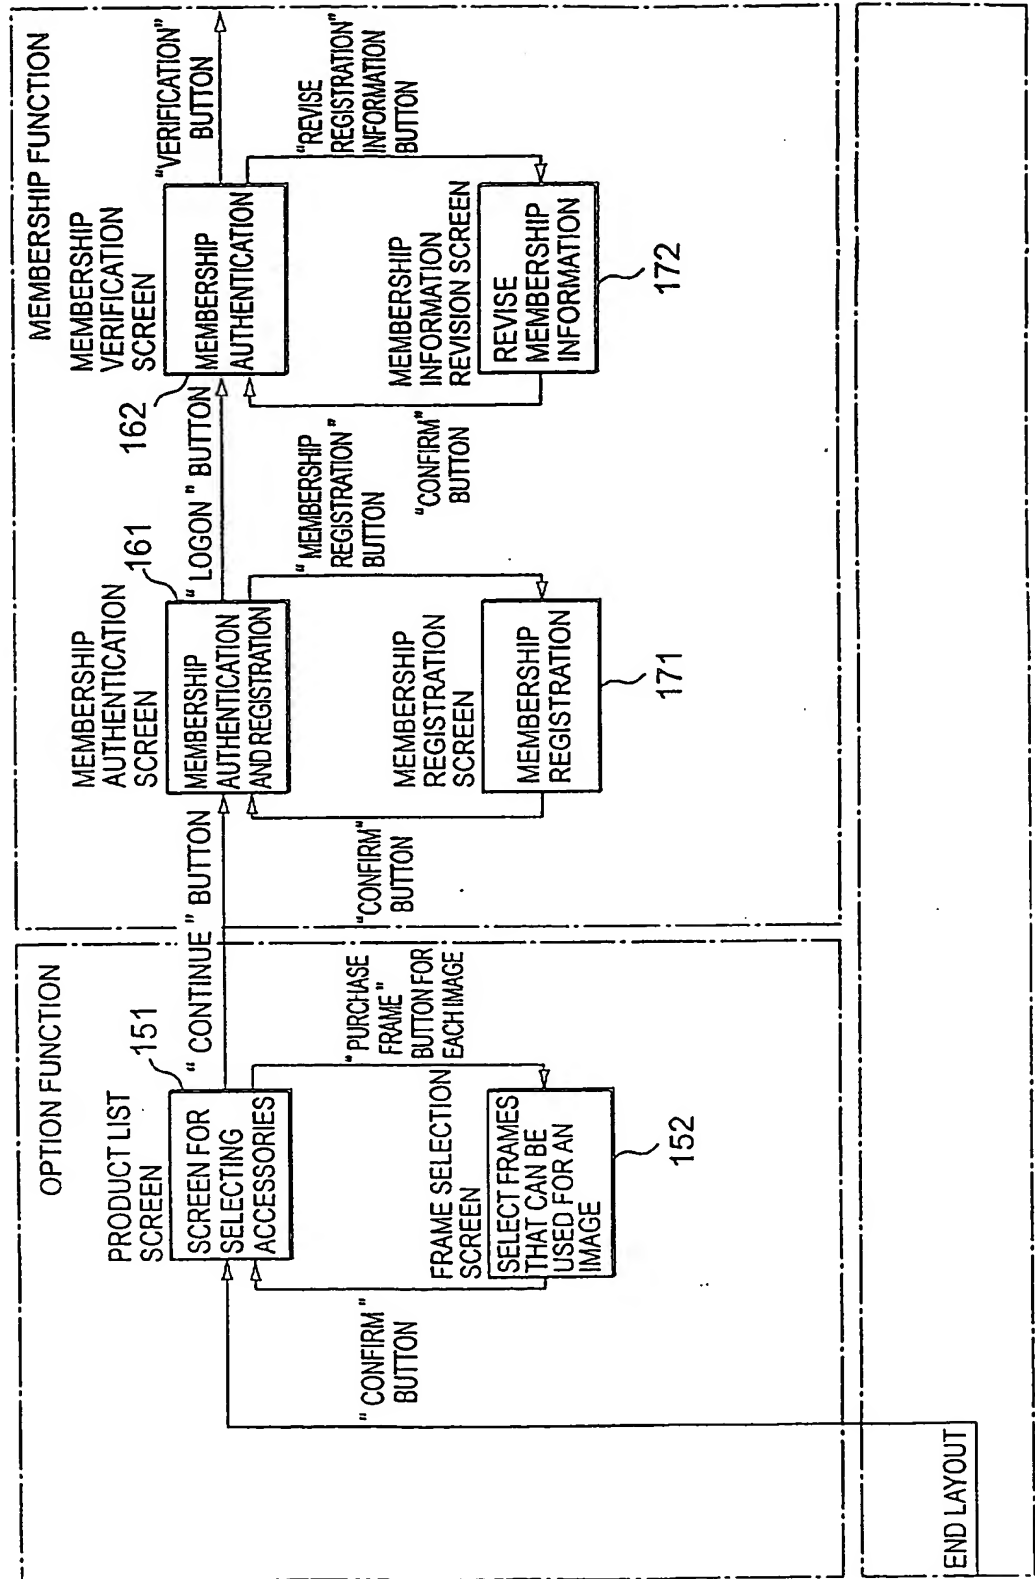 OPTION FUNCTION
PRODUCT LIST
SCREEN
151
SCREEN FOR
SELECTING
ACCESSORIES
"CONTINUE" BUTTON
"PURCHASE
FRAME"
BUTTON FOR
EACH IMAGE
FRAME SELECTION
SCREEN
SELECT FRAMES
THAT CAN BE
USED FOR AN
IMAGE
152
"CONFIRM"
BUTTON
END LAYOUT
MEMBERSHIP FUNCTION
MEMBERSHIP
AUTHENTICATION
SCREEN
161
MEMBERSHIP
AUTHENTICATION
AND REGISTRATION
"LOGON" BUTTON
"MEMBERSHIP
REGISTRATION"
BUTTON
MEMBERSHIP
REGISTRATION
SCREEN
MEMBERSHIP
REGISTRATION
171
"CONFIRM"
BUTTON
MEMBERSHIP
VERIFICATION
SCREEN
162
MEMBERSHIP
AUTHENTICATION
"VERIFICATION"
BUTTON
"REVISE
REGISTRATION"
INFORMATION
BUTTON
MEMBERSHIP
INFORMATION
REVISION SCREEN
REVISE
MEMBERSHIP
INFORMATION
172
"CONFIRM"
BUTTON